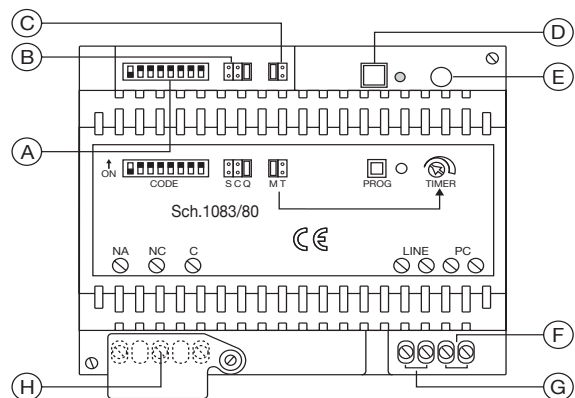 C
B
D
E
A
ON
CODE
S C Q
M T
PROG
TIMER
Sch.1083/80
CE
NA
NC
C
LINE
PC
F
H
G